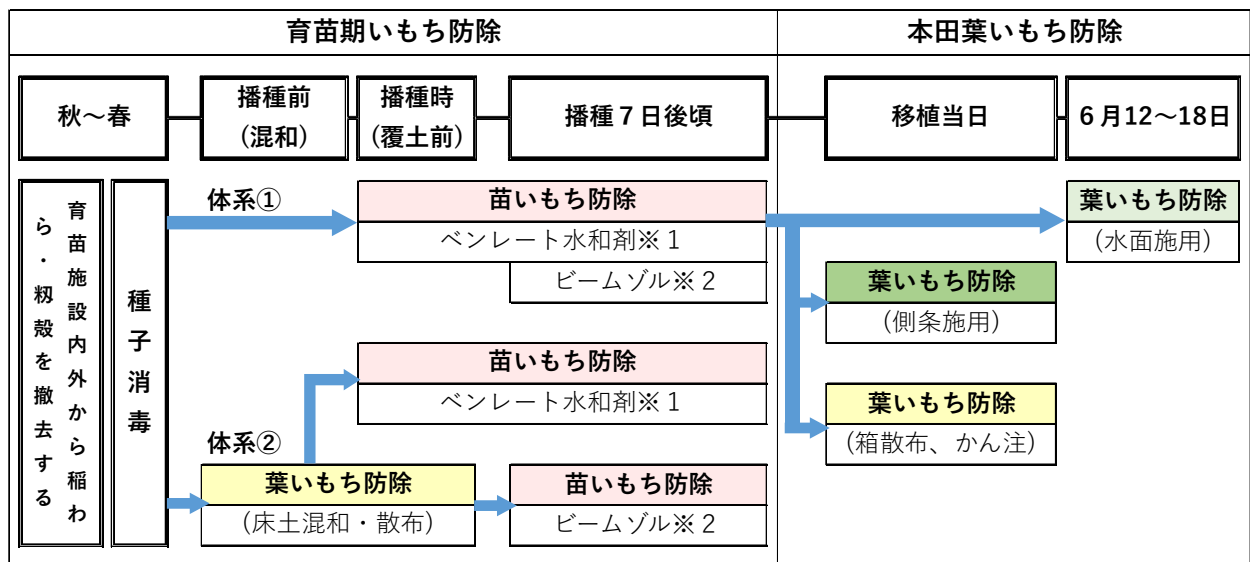 育苗期いもち防除
本田葉いもち防除
秋~春
播種前
(混和)
播種時
(覆土前)
播種7日後頃
移植当日
6月12~18日
育苗施設内外から稲わ
ら・籾殻を撤去する
種子消毒
体系①
苗いもち防除
ベンレート水和剤※1
ビームゾル※2
葉いもち防除
(水面施用)
葉いもち防除
(側条施用)
苗いもち防除
ベンレート水和剤※1
葉いもち防除
(箱散布、かん注)
体系②
葉いもち防除
(床土混和・散布)
苗いもち防除
ビームゾル※2